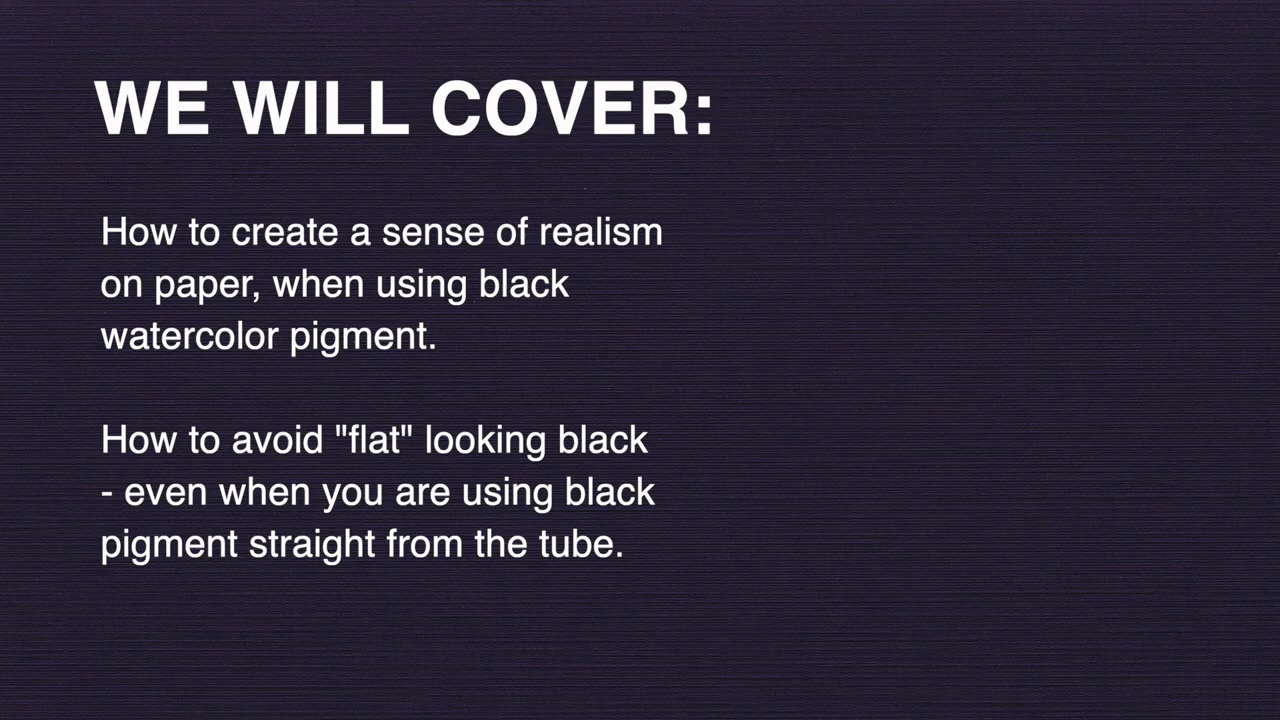 WE WILL COVER:
How to create a sense of realism
on paper, when using black
watercolor pigment.
How to avoid "flat" looking black
- even when you are using black
pigment straight from the tube.